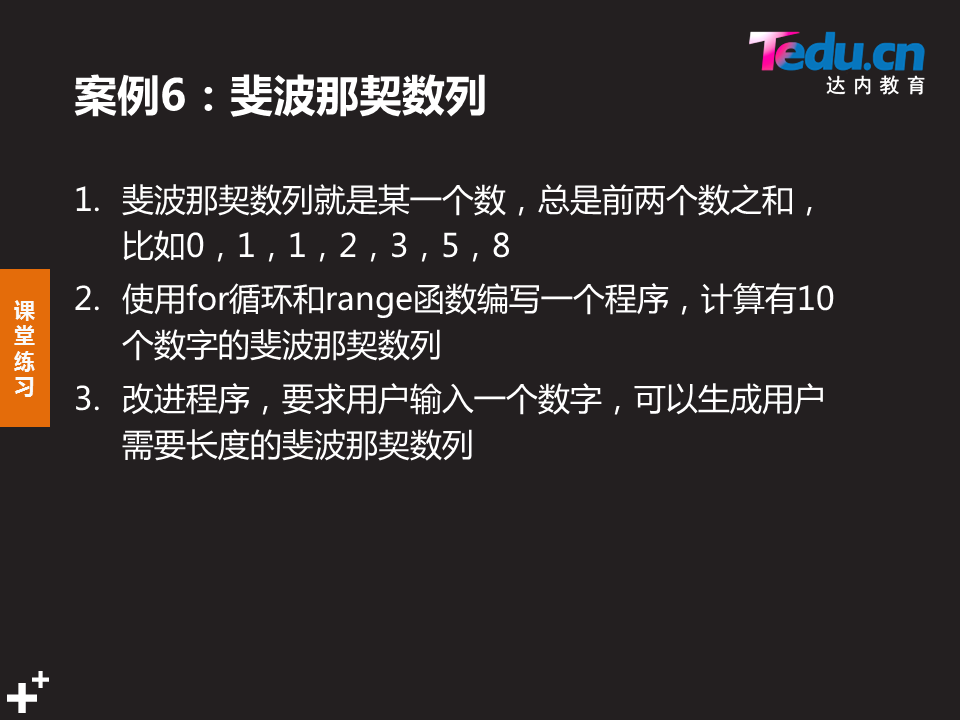 Tedu.cn
达内教育
案例6：斐波那契数列
1. 斐波那契数列就是某一个数，总是前两个数之和，
比如0，1，1，2，3，5，8
2. 使用for循环和range函数编写一个程序，计算有10
个数字的斐波那契数列
3. 改进程序，要求用户输入一个数字，可以生成用户
需要长度的斐波那契数列
课
堂
练
习